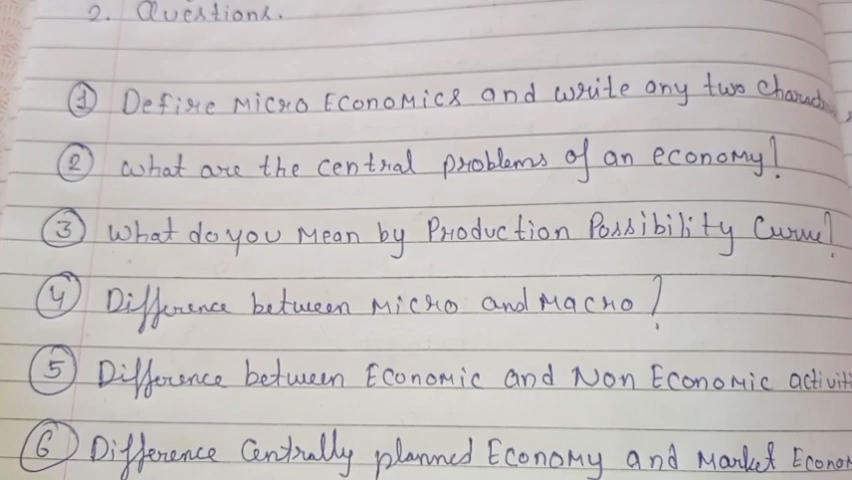 2. Questions.
① Define Micro Economics and write any two
② What are the central problems of an economy?
③ What do you mean by Production Possibility Curve?
④ Difference between Micro and Macro?
⑤ Difference between Economic and Non Economic
⑥ Difference Centrally planned Economy and Market